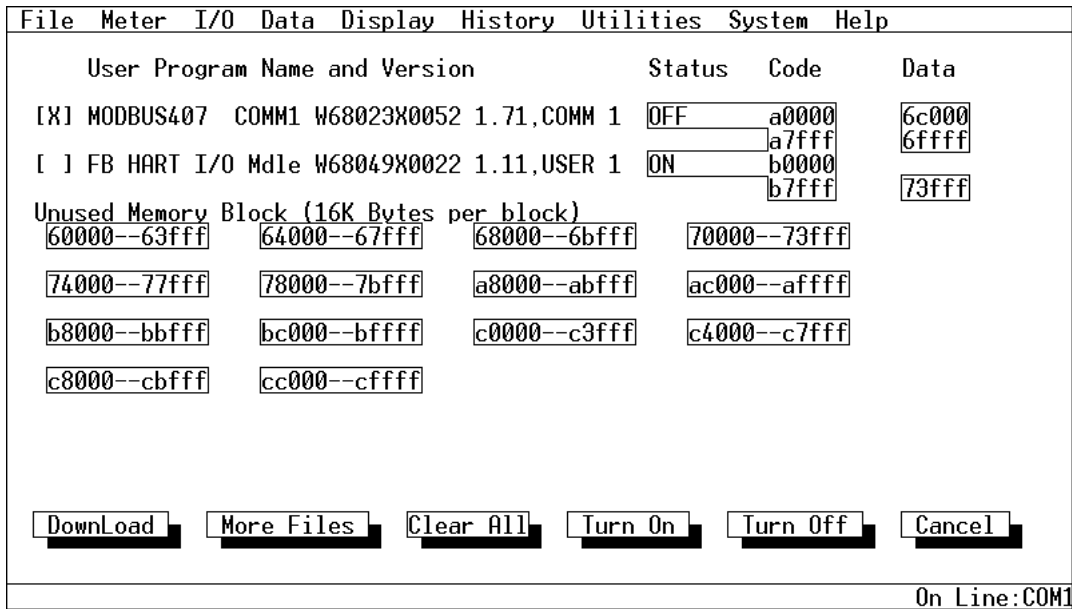 File Meter I/O Data Display History Utilities System Help
User Program Name and Version Status Code Data
[X] MODBUS407 COMM1 W68023X0052 1.71,COMM 1 OFF a0000 6c000
a7fff 6ffff
[ ] FB HART I/O Mdle W68049X0022 1.11,USER 1 ON b0000
b7fff 73fff
Unused Memory Block (16K Bytes per block)
60000--63fff 64000--67fff 68000--6bfff 70000--73fff
74000--77fff 78000--7bfff a8000--abfff ac000--affff
b8000--bbfff bc000--bffff c0000--c3fff c4000--c7fff
c8000--cbfff cc000--cffff
DownLoad More Files Clear All Turn On Turn Off Cancel
On Line:COM1